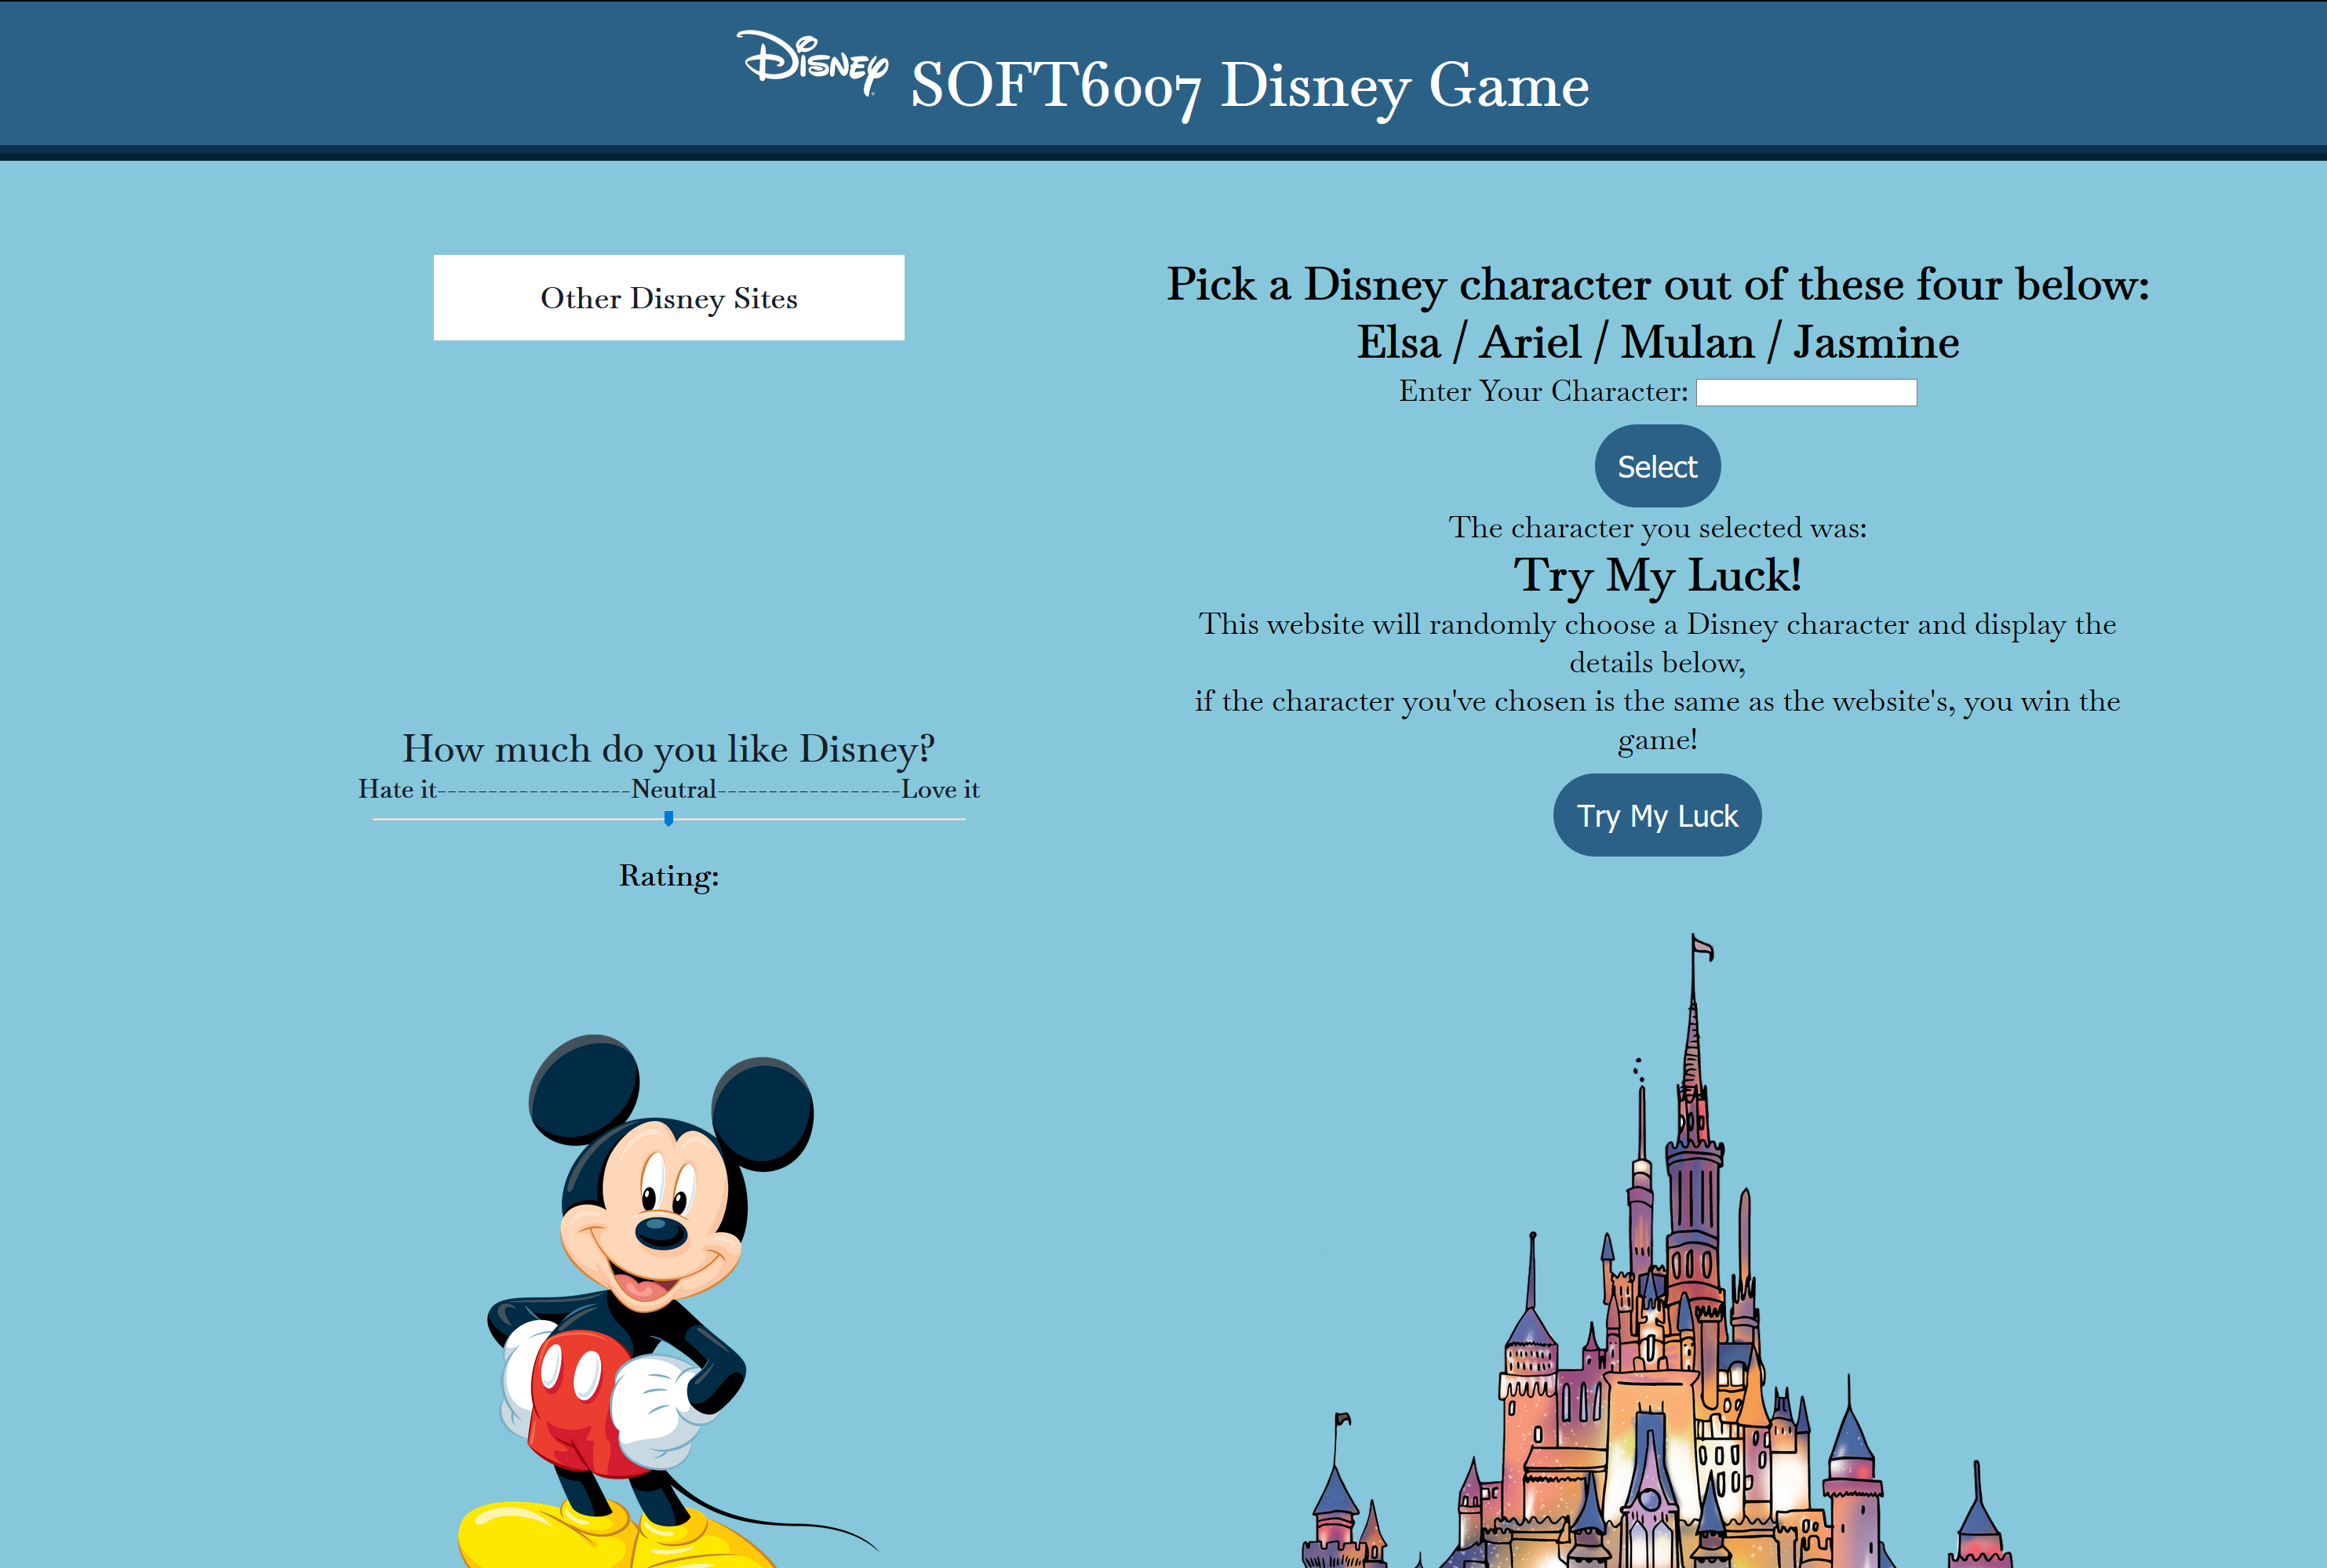 Disney SOFT6007 Disney Game
Other Disney Sites
How much do you like Disney?
Hate it-------------------Neutral------------------Love it
Rating:
Pick a Disney character out of these four below:
Elsa / Ariel / Mulan / Jasmine
Enter Your Character:
Select
The character you selected was:
Try My Luck!
This website will randomly choose a Disney character and display the
details below,
if the character you've chosen is the same as the website's, you win the
game!
Try My Luck